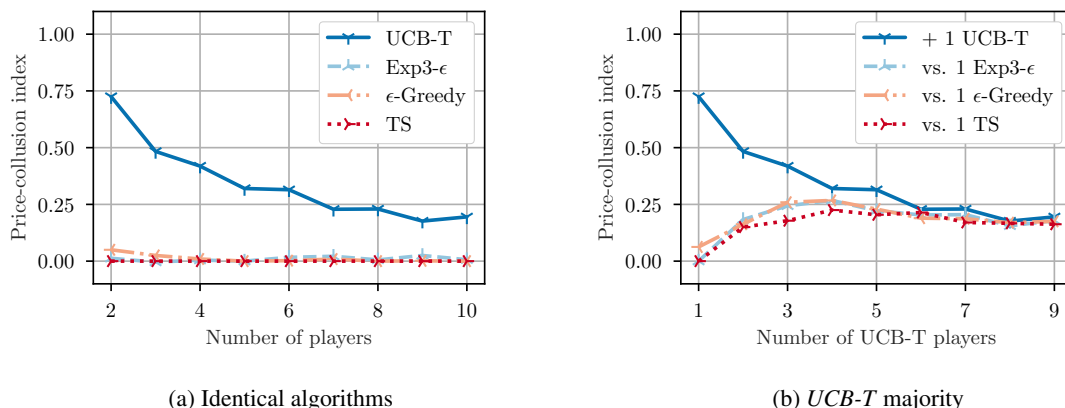 1.00
0.75
0.50
0.25
0.00
Price-collusion index
UCB-T
Exp3-ϵ
ϵ-Greedy
TS
2 4 6 8 10
Number of players
(a) Identical algorithms
1.00
0.75
0.50
0.25
0.00
Price-collusion index
+ 1 UCB-T
vs. 1 Exp3-ϵ
vs. 1 ϵ-Greedy
vs. 1 TS
1 3 5 7 9
Number of UCB-T players
(b) UCB-T majority